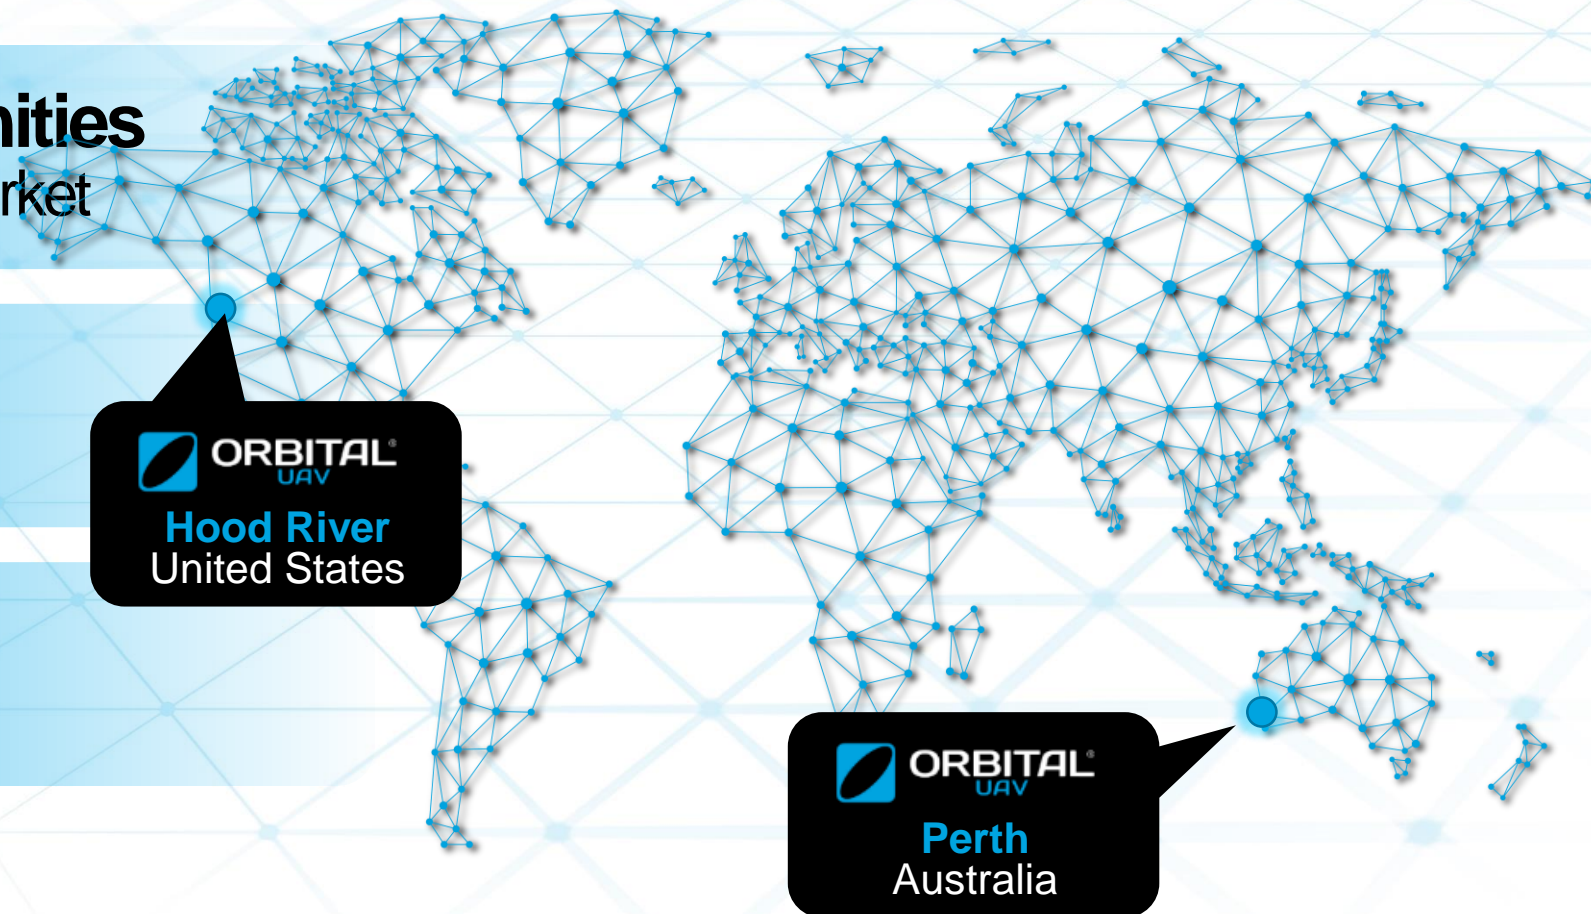 nities
rket
ORBITAL®
UAV
Hood River
United States
ORBITAL®
UAV
Perth
Australia